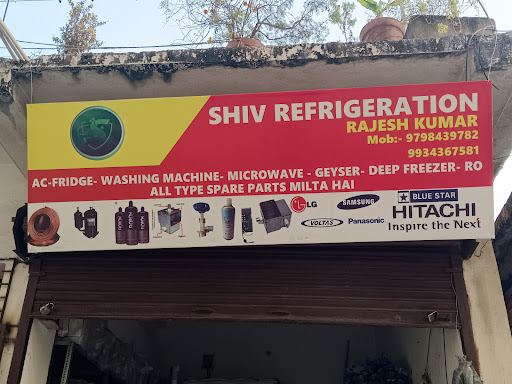 SHIV REFRIGERATION
RAJESH KUMAR
Mob:- 9798439782
9934367581
AC-FRIDGE- WASHING MACHINE- MICROWAVE - GEYSER- DEEP FREEZER- RO
ALL TYPE SPARE PARTS MILTA HAI
LG
SAMSUNG
BLUE STAR
VOLTAS
Panasonic
HITACHI
Inspire the Next